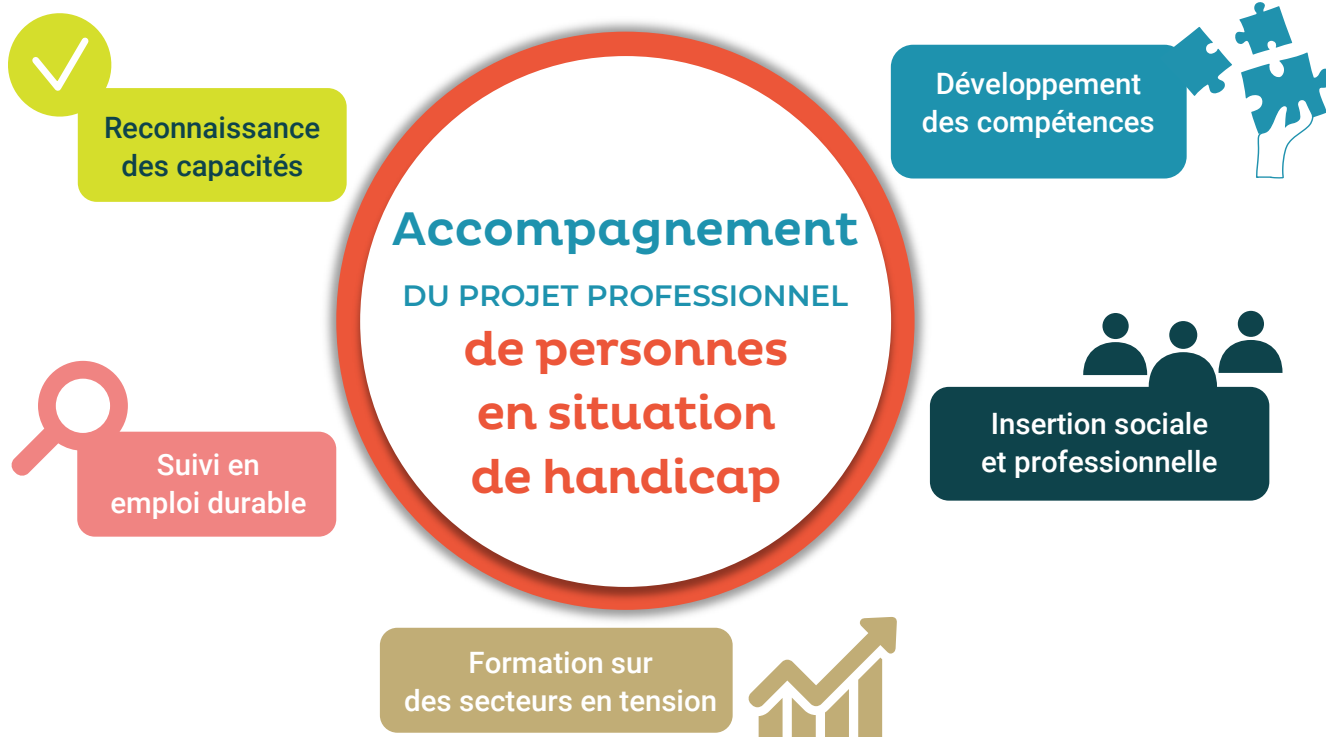 Reconnaissance
des capacités
Développement
des compétences
Accompagnement
DU PROJET PROFESSIONNEL
de personnes
en situation
de handicap
Suivi en
emploi durable
Insertion sociale
et professionnelle
Formation sur
des secteurs en tension